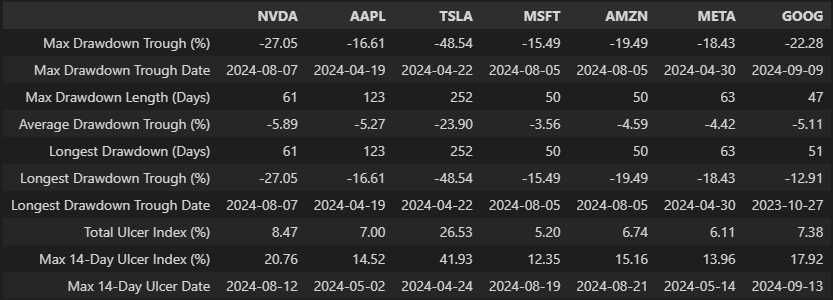 NVDA AAPL TSLA MSFT AMZN META GOOG
Max Drawdown Trough (%) -27.05 -16.61 -48.54 -15.49 -19.49 -18.43 -22.28
Max Drawdown Trough Date 2024-08-07 2024-04-19 2024-04-22 2024-08-05 2024-08-05 2024-04-30 2024-09-09
Max Drawdown Length (Days) 61 123 252 50 50 63 47
Average Drawdown Trough (%) -5.89 -5.27 -23.90 -3.56 -4.59 -4.42 -5.11
Longest Drawdown (Days) 61 123 252 50 50 63 51
Longest Drawdown Trough (%) -27.05 -16.61 -48.54 -15.49 -19.49 -18.43 -12.91
Longest Drawdown Trough Date 2024-08-07 2024-04-19 2024-04-22 2024-08-05 2024-08-05 2024-04-30 2023-10-27
Total Ulcer Index (%) 8.47 7.00 26.53 5.20 6.74 6.11 7.38
Max 14-Day Ulcer Index (%) 20.76 14.52 41.93 12.35 15.16 13.96 17.92
Max 14-Day Ulcer Date 2024-08-12 2024-05-02 2024-04-24 2024-08-19 2024-08-21 2024-05-14 2024-09-13